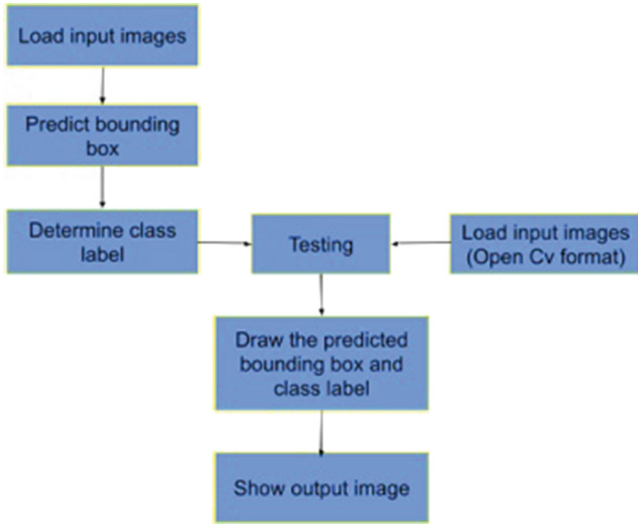 Load input images
Predict bounding
box
Determine class
label
Testing
Load input images
(Open Cv format)
Draw the predicted
bounding box and
class label
Show output image